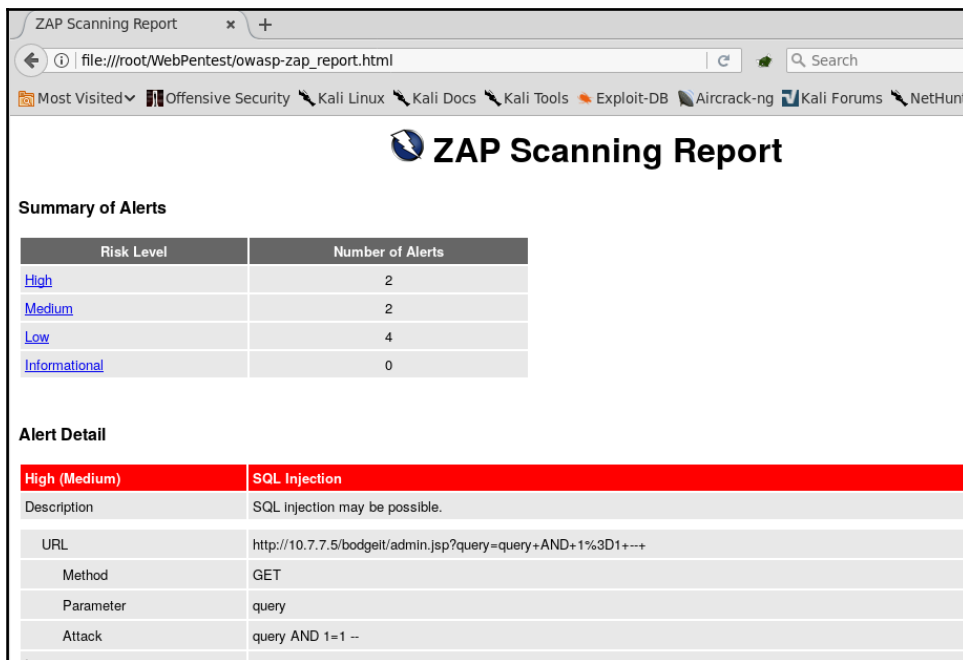 ZAP Scanning Report × +
file:///root/WebPentest/owasp-zap_report.html Search
Most Visited Offensive Security Kali Linux Kali Docs Kali Tools Exploit-DB Aircrack-ng Kali Forums NetHunt
ZAP Scanning Report
Summary of Alerts
Risk Level Number of Alerts
High 2
Medium 2
Low 4
Informational 0
Alert Detail
High (Medium) SQL Injection
Description SQL injection may be possible.
URL http://10.7.7.5/bodgeit/admin.jsp?query=query+AND+1%3D1+--+
Method GET
Parameter query
Attack query AND 1=1 --